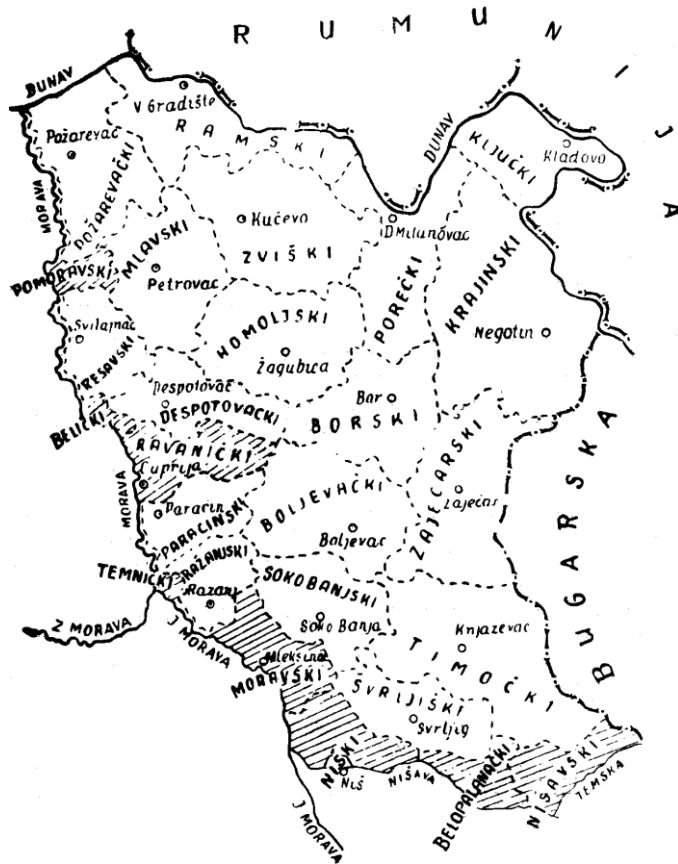 RUMUNIJA
DUNAV
V Gradište
RAMSKI
Požarevac
DUNAV
KLJUČKI
Kladovo
MORAVA
POŽAREVAČKI
Kučevo
D Milanovac
ZVIŠKI
POMORAVSKI
MLAVSKI
Petrovac
POREČKI
KRAJINSKI
Svilajnac
HOMOLJSKI
Žagubica
Negotin
RESAVSKI
Despotovac
Bor
BELIČKI
DESPOTOVAČKI
BORSKI
RAVANIČKI
Ćuprija
BUGARSKA
MORAVA
Paraćin
PARAĆINSKI
BOLJEVAČKI
Boljevac
ZAJEČARSKI
Zaječar
TEMNIĆKI
RAŽANJSKI
Ražanj
SOKOBANJSKI
Z MORAVA
J MORAVA
Soko Banja
Knjaževac
TIMOČKI
Aleksinac
MORAVSKI
SVRLJIŠKI
Svrljig
NIŠKI
Niš
NIŠAVA
BELOPALANAČKI
NIŠAVSKI
TEMSKA
J MORAVA